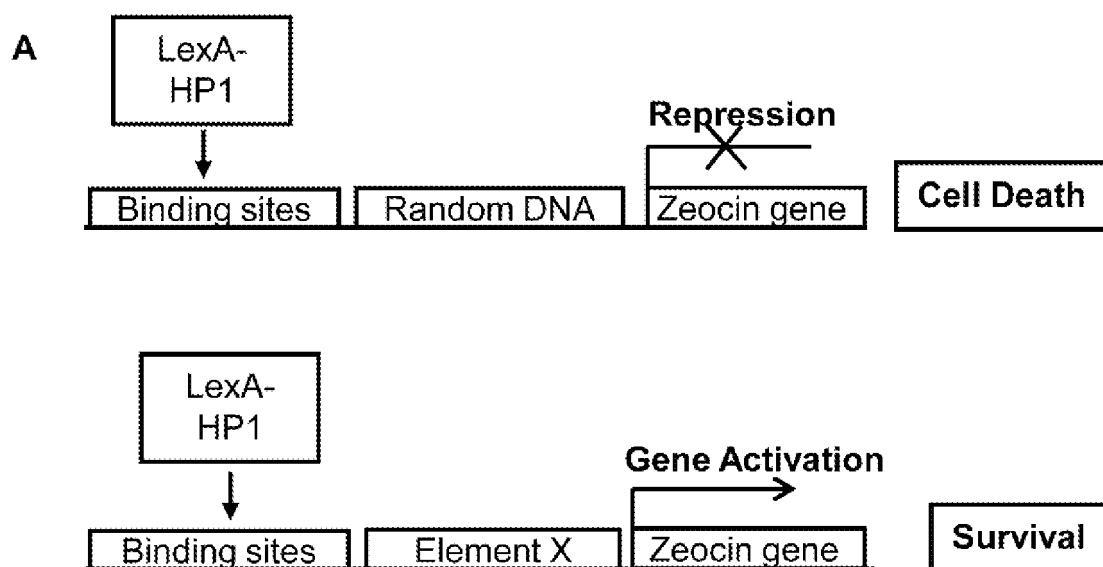 A
LexA-
HP1
Repression
Binding sites
Random DNA
Zeocin gene
Cell Death
LexA-
HP1
Gene Activation
Binding sites
Element X
Zeocin gene
Survival